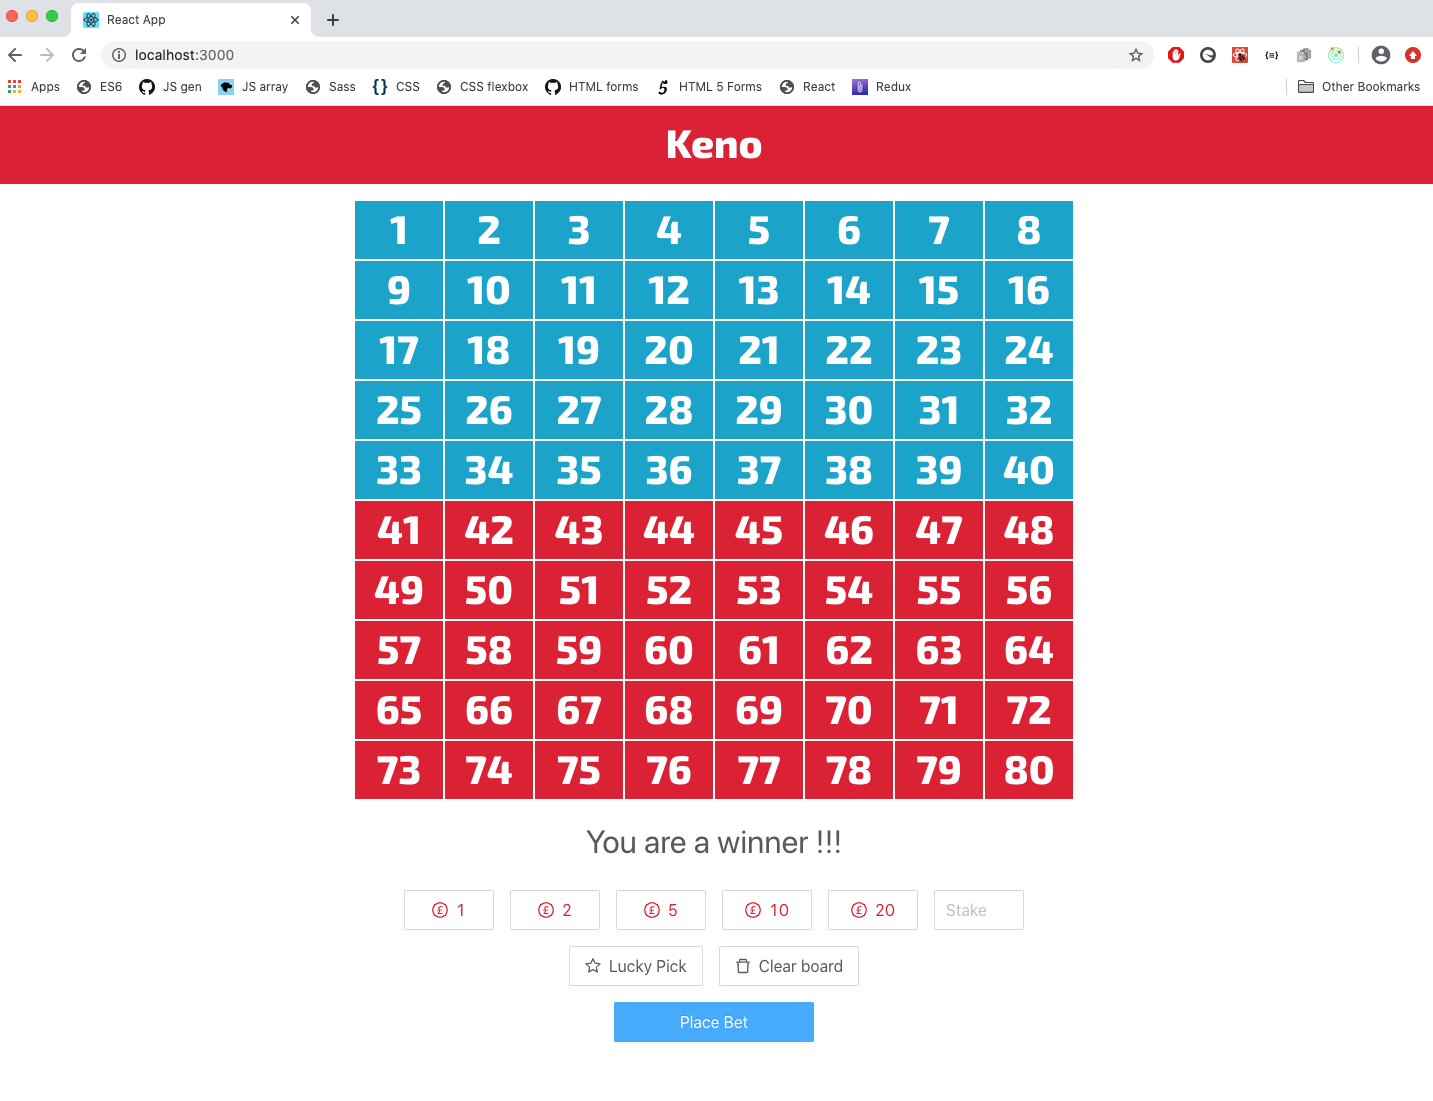 React App
localhost:3000
Apps ES6 JS gen JS array Sass CSS CSS flexbox HTML forms HTML 5 Forms React Redux Other Bookmarks
Keno
1 2 3 4 5 6 7 8
9 10 11 12 13 14 15 16
17 18 19 20 21 22 23 24
25 26 27 28 29 30 31 32
33 34 35 36 37 38 39 40
41 42 43 44 45 46 47 48
49 50 51 52 53 54 55 56
57 58 59 60 61 62 63 64
65 66 67 68 69 70 71 72
73 74 75 76 77 78 79 80
You are a winner !!!
£ 1 £ 2 £ 5 £ 10 £ 20 Stake
Lucky Pick Clear board
Place Bet